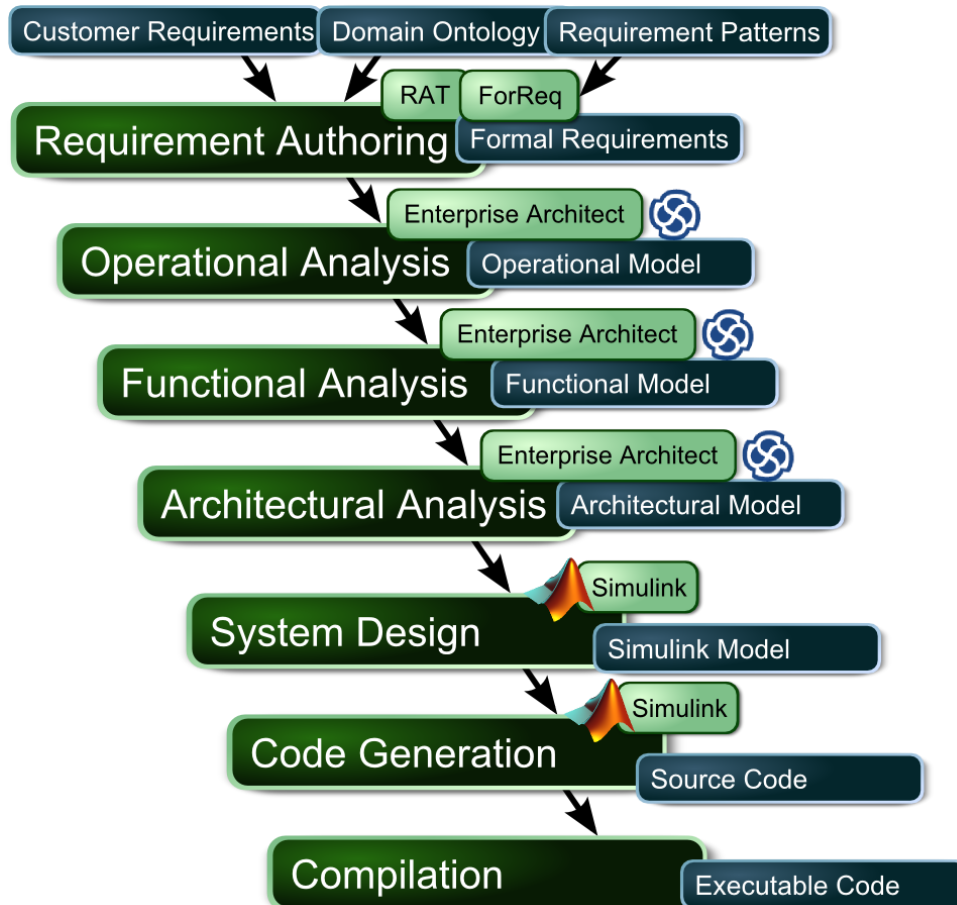 Customer Requirements
Domain Ontology
Requirement Patterns
RAT
ForReq
Requirement Authoring
Formal Requirements
Enterprise Architect
Operational Analysis
Operational Model
Enterprise Architect
Functional Analysis
Functional Model
Enterprise Architect
Architectural Analysis
Architectural Model
Simulink
System Design
Simulink Model
Simulink
Code Generation
Source Code
Compilation
Executable Code